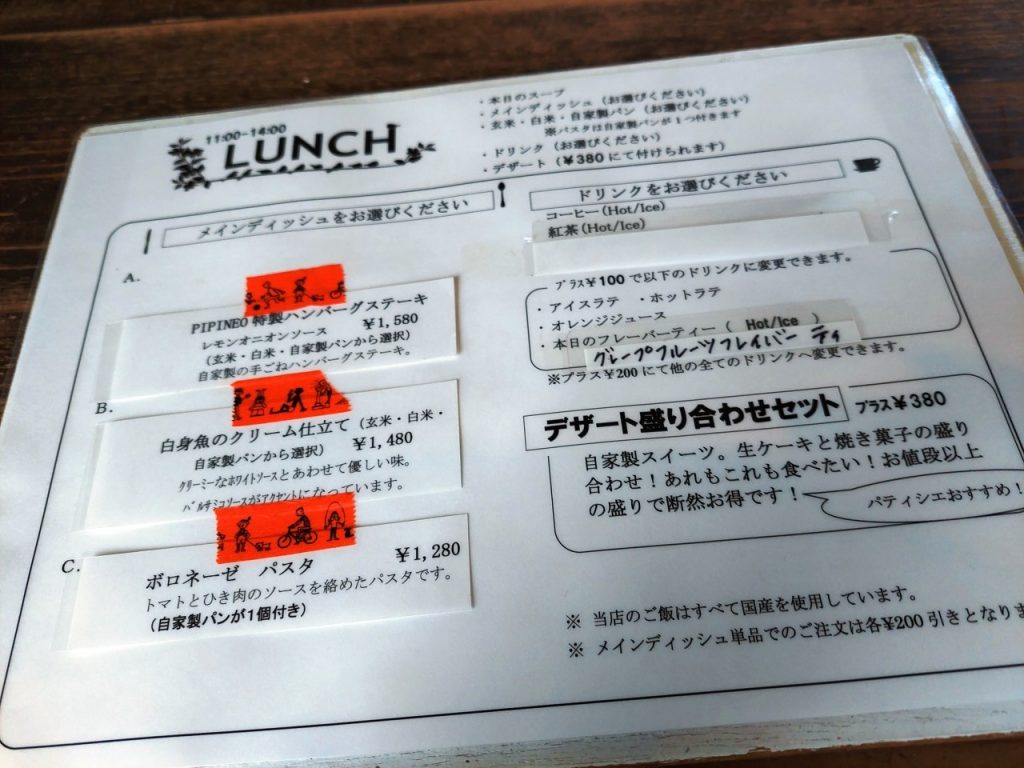 11:00-14:00
LUNCH
・本日のスープ
・メインディッシュ（お選びください）
・玄米・白米・自家製パン（お選びください）
※パスタは自家製パンが１つ付きます
・ドリンク（お選びください）
・デザート（￥380にて付けられます）
メインディッシュをお選びください
A.
PIPINEO特製ハンバーグステーキ
レモンオニオンソース ￥1,580
（玄米・白米・自家製パンから選択）
自家製の手ごねハンバーグステーキ。
B.
白身魚のクリーム仕立て（玄米・白米・
自家製パンから選択） ￥1,480
クリーミーなホワイトソースとあわせて優しい味。
バルサミコソースがアクセントになっています。
C.
ボロネーゼ　パスタ ￥1,280
トマトとひき肉のソースを絡めたパスタです。
（自家製パンが1個付き）
ドリンクをお選びください
コーヒー(Hot/Ice)
紅茶(Hot/Ice)
プラス￥100で以下のドリンクに変更できます。
・アイスラテ　・ホットラテ
・オレンジジュース
・本日のフレーバーティー（　Hot/Ice　）
グレープフルーツフレイバーティ
※プラス￥200にて他の全てのドリンクへ変更できます。
デザート盛り合わせセット プラス￥380
自家製スイーツ。生ケーキと焼き菓子の盛り
合わせ！あれもこれも食べたい！お値段以上
の盛りで断然お得です！
パティシエおすすめ！
※ 当店のご飯はすべて国産を使用しています。
※ メインディッシュ単品でのご注文は各¥200引きとなりま